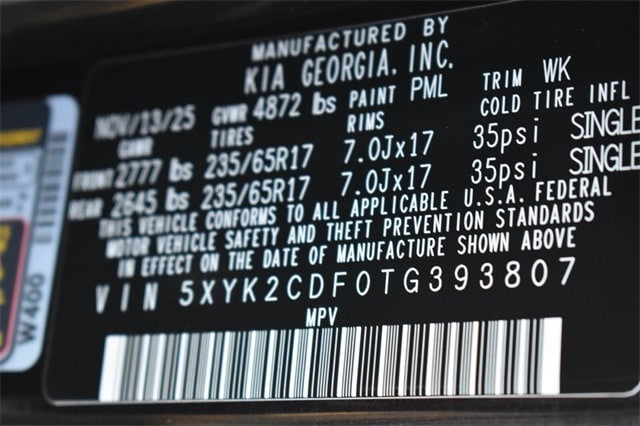 MANUFACTURED BY
KIA GEORGIA, INC.
NOV/13/25 GVWR 4872 lbs PAINT PML TRIM WK
GAWR TIRES RIMS COLD TIRE INFL
FRONT 2777 lbs 235/65R17 7.0Jx17 35psi SINGLE
REAR 2645 lbs 235/65R17 7.0Jx17 35psi SINGLE
THIS VEHICLE CONFORMS TO ALL APPLICABLE U.S.A. FEDERAL
MOTOR VEHICLE SAFETY AND THEFT PREVENTION STANDARDS
IN EFFECT ON THE DATE OF MANUFACTURE SHOWN ABOVE
VIN 5XYK2CDF0TG393807
MPV
W400